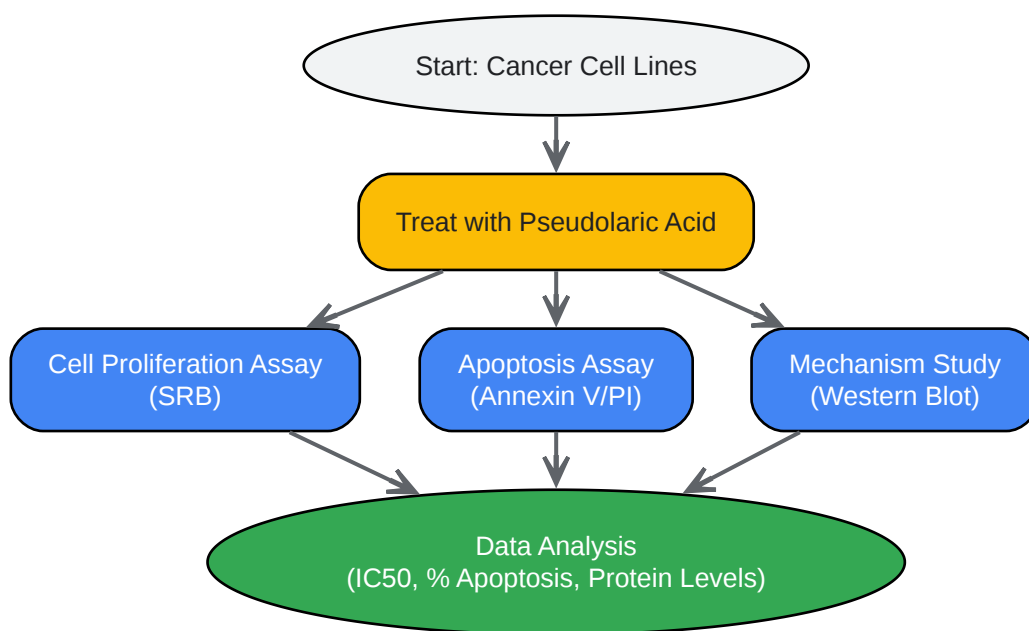 Start: Cancer Cell Lines
Treat with Pseudolaric Acid
Cell Proliferation Assay
(SRB)
Apoptosis Assay
(Annexin V/PI)
Mechanism Study
(Western Blot)
Data Analysis
(IC50, % Apoptosis, Protein Levels)